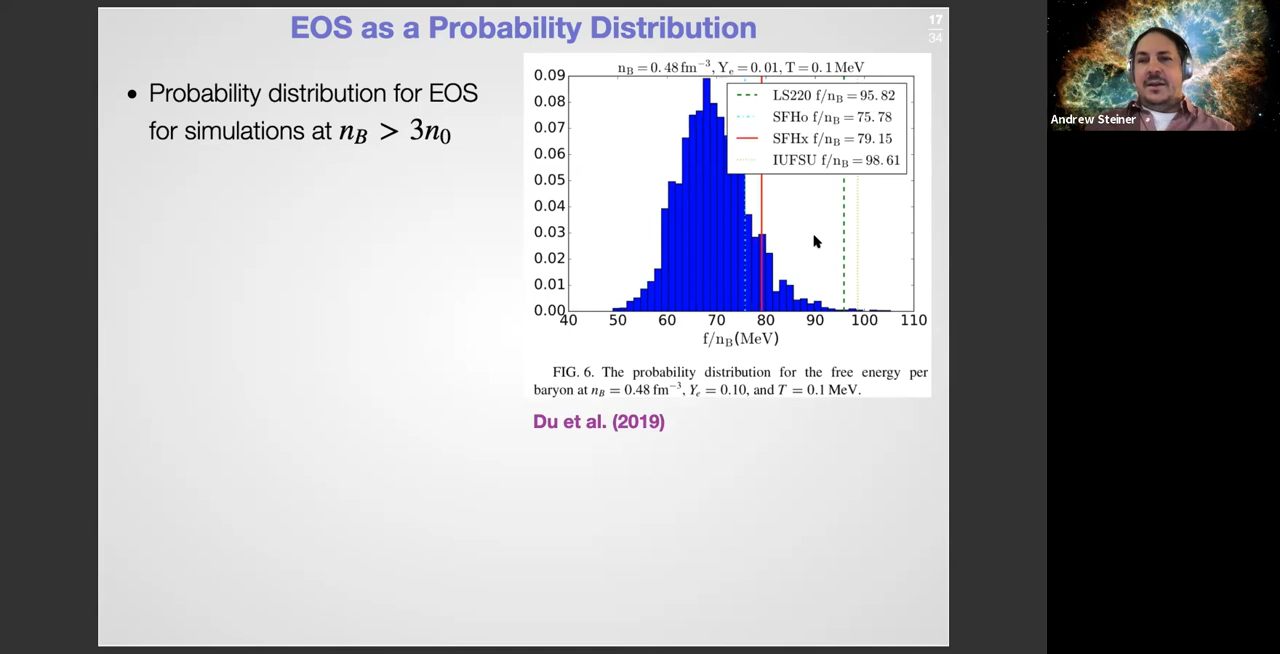 EOS as a Probability Distribution
17
34
• Probability distribution for EOS
for simulations at n_B > 3n_0
n_B = 0.48 fm⁻³, Y_e = 0.01, T = 0.1 MeV
0.09
0.08
0.07
0.06
0.05
0.04
0.03
0.02
0.01
0.00
LS220 f/n_B = 95.82
SFHo f/n_B = 75.78
SFHx f/n_B = 79.15
IUFSU f/n_B = 98.61
40 50 60 70 80 90 100 110
f/n_B(MeV)
FIG. 6. The probability distribution for the free energy per
baryon at n_B = 0.48 fm⁻³, Y_e = 0.10, and T = 0.1 MeV.
Du et al. (2019)
Andrew Steiner